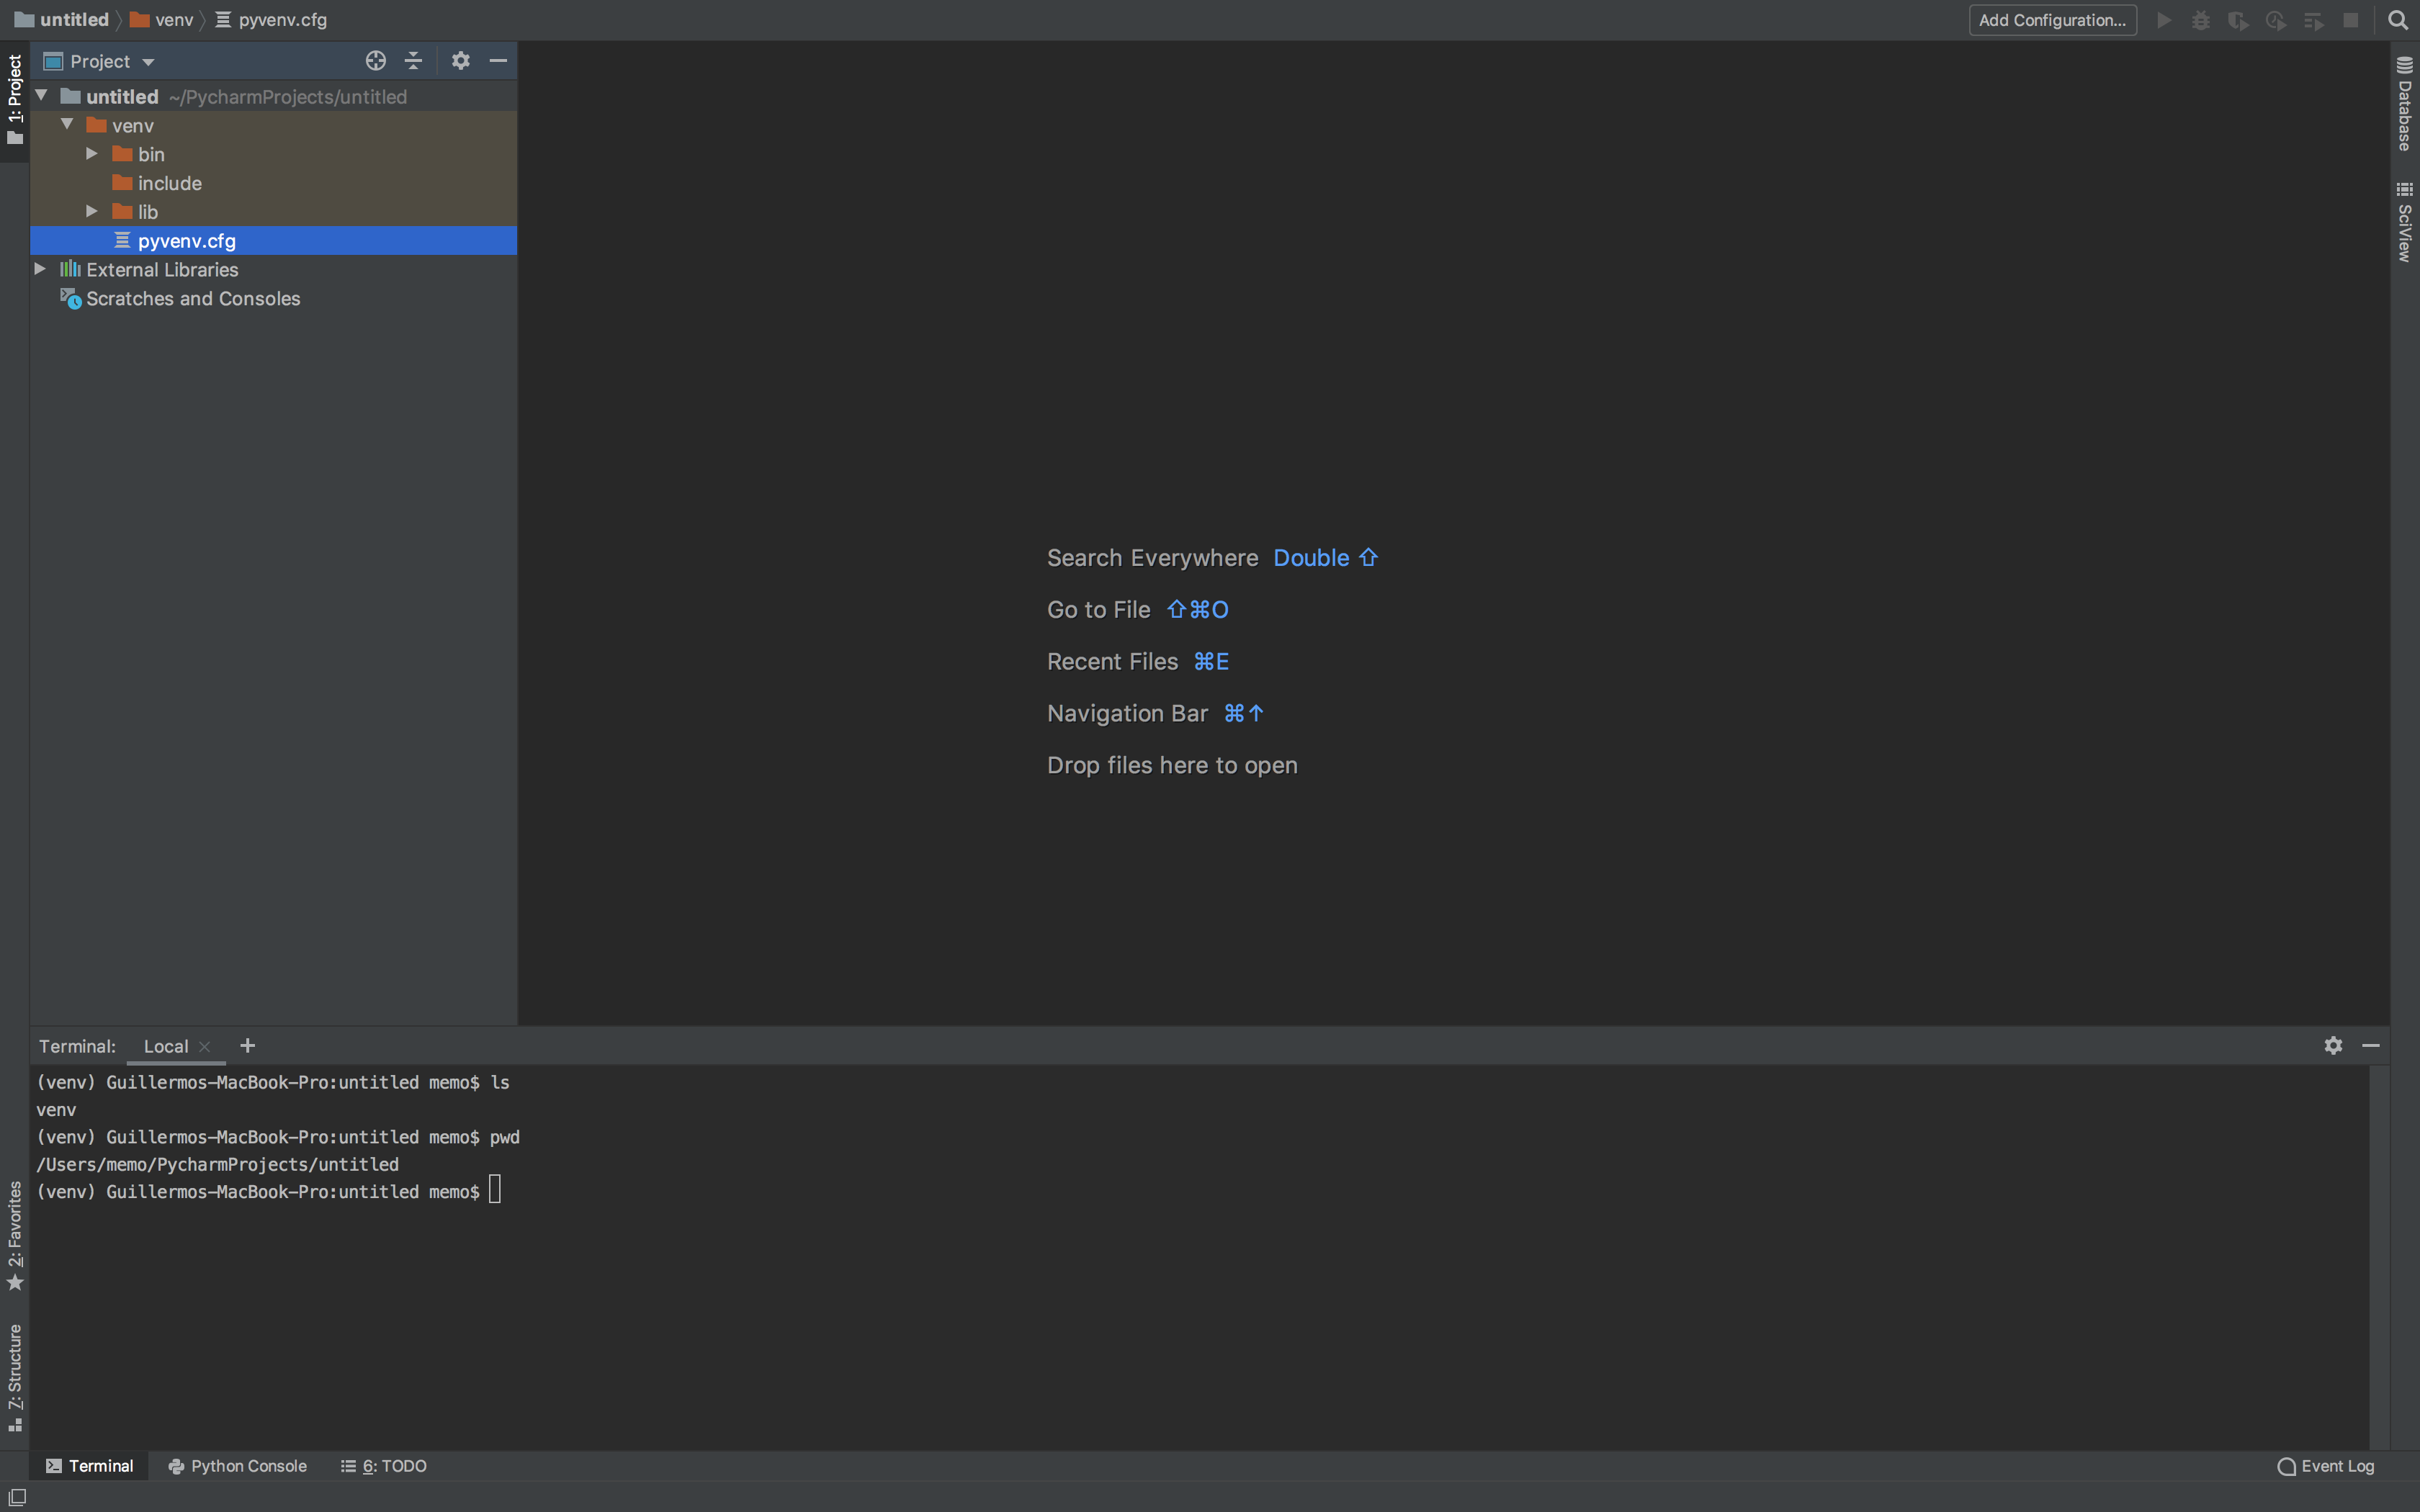 untitled venv pyvenv.cfg
Add Configuration...
1: Project
Project
untitled ~/PycharmProjects/untitled
venv
bin
include
lib
pyvenv.cfg
External Libraries
Scratches and Consoles
Search Everywhere Double ⇧
Go to File ⇧⌘O
Recent Files ⌘E
Navigation Bar ⌘↑
Drop files here to open
Database
SciView
Terminal: Local
(venv) Guillermos-MacBook-Pro:untitled memo$ ls
venv
(venv) Guillermos-MacBook-Pro:untitled memo$ pwd
/Users/memo/PycharmProjects/untitled
(venv) Guillermos-MacBook-Pro:untitled memo$
2: Favorites
7: Structure
Terminal Python Console 6: TODO
Event Log